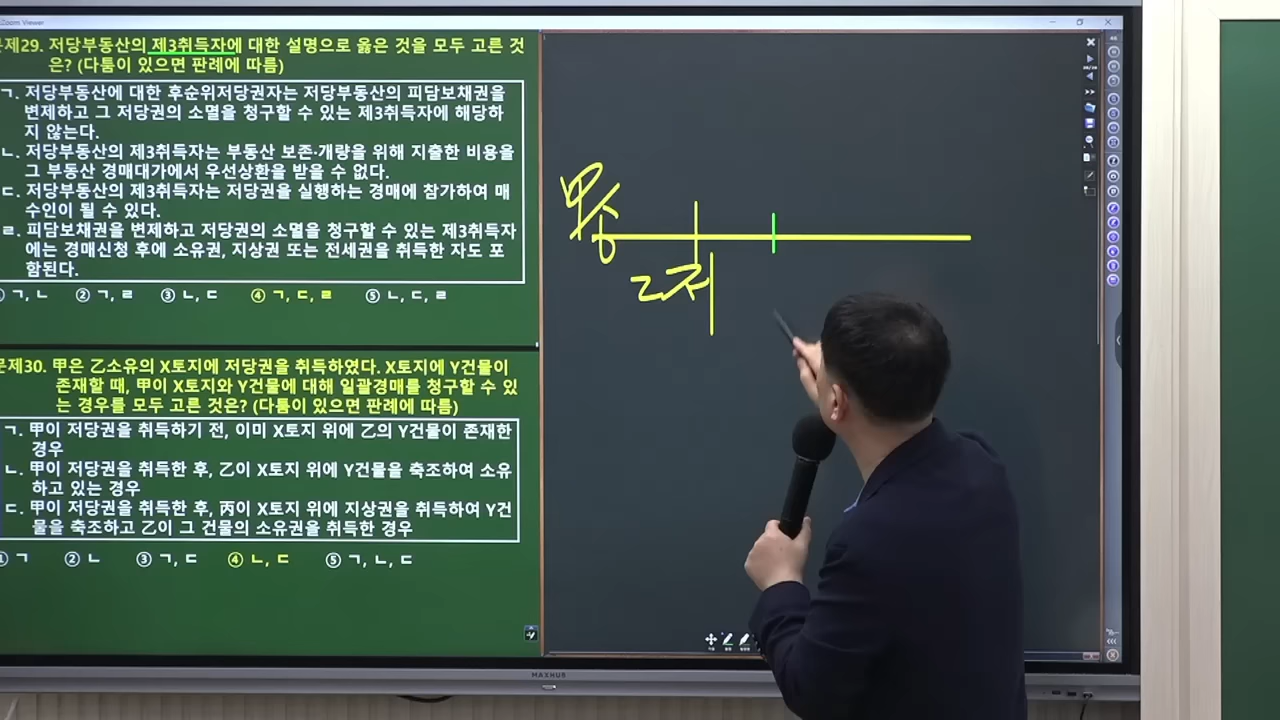 Zoom Viewer
문제29. 저당부동산의 제3취득자에 대한 설명으로 옳은 것을 모두 고른 것
은? (다툼이 있으면 판례에 따름)
ㄱ. 저당부동산에 대한 후순위저당권자는 저당부동산의 피담보채권을
변제하고 그 저당권의 소멸을 청구할 수 있는 제3취득자에 해당하
지 않는다.
ㄴ. 저당부동산의 제3취득자는 부동산 보존·개량을 위해 지출한 비용을
그 부동산 경매대가에서 우선상환을 받을 수 없다.
ㄷ. 저당부동산의 제3취득자는 저당권을 실행하는 경매에 참가하여 매
수인이 될 수 있다.
ㄹ. 피담보채권을 변제하고 저당권의 소멸을 청구할 수 있는 제3취득자
에는 경매신청 후에 소유권, 지상권 또는 전세권을 취득한 자도 포
함된다.
① ㄱ, ㄴ ② ㄱ, ㄹ ③ ㄴ, ㄷ ④ ㄱ, ㄷ, ㄹ ⑤ ㄴ, ㄷ, ㄹ
문제30. 甲은 乙소유의 X토지에 저당권을 취득하였다. X토지에 Y건물이
존재할 때, 甲이 X토지와 Y건물에 대해 일괄경매를 청구할 수 있
는 경우를 모두 고른 것은? (다툼이 있으면 판례에 따름)
ㄱ. 甲이 저당권을 취득하기 전, 이미 X토지 위에 乙의 Y건물이 존재한
경우
ㄴ. 甲이 저당권을 취득한 후, 乙이 X토지 위에 Y건물을 축조하여 소유
하고 있는 경우
ㄷ. 甲이 저당권을 취득한 후, 丙이 X토지 위에 지상권을 취득하여 Y건
물을 축조하고 乙이 그 건물의 소유권을 취득한 경우
① ㄱ ② ㄴ ③ ㄱ, ㄷ ④ ㄴ, ㄷ ⑤ ㄱ, ㄴ, ㄷ
甲
乙저
MAXHUB